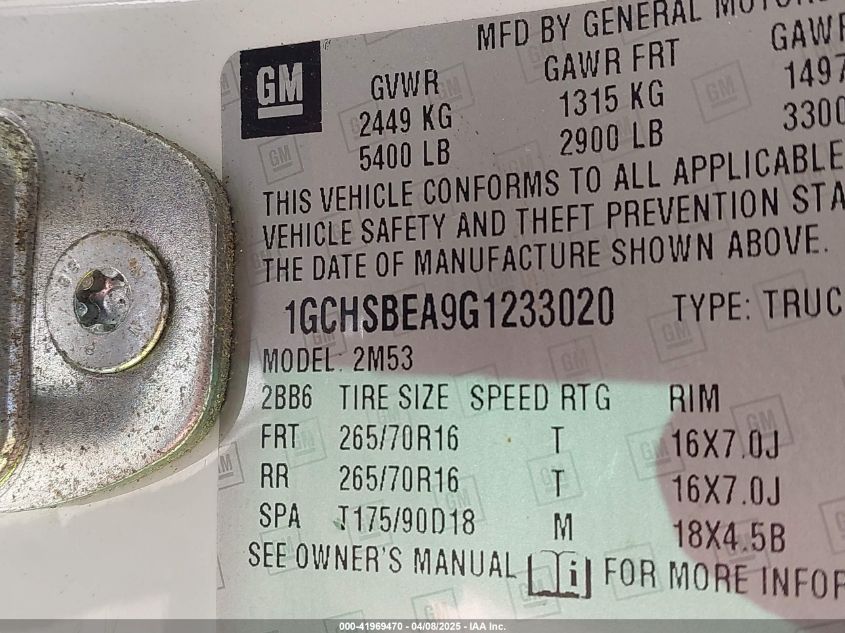 MFD BY GENERAL MOTORS
GM
GVWR GAWR FRT GAWR
2449 KG 1315 KG 1497
5400 LB 2900 LB 3300
THIS VEHICLE CONFORMS TO ALL APPLICABLE
VEHICLE SAFETY AND THEFT PREVENTION STA
THE DATE OF MANUFACTURE SHOWN ABOVE.
1GCHSBEA9G1233020 TYPE: TRUC
MODEL: 2M53
2BB6 TIRE SIZE SPEED RTG RIM
FRT 265/70R16 T 16X7.0J
RR 265/70R16 T 16X7.0J
SPA T175/90D18 M 18X4.5B
SEE OWNER'S MANUAL i FOR MORE INFOR
000-41969470 - 04/08/2025 - IAA Inc.